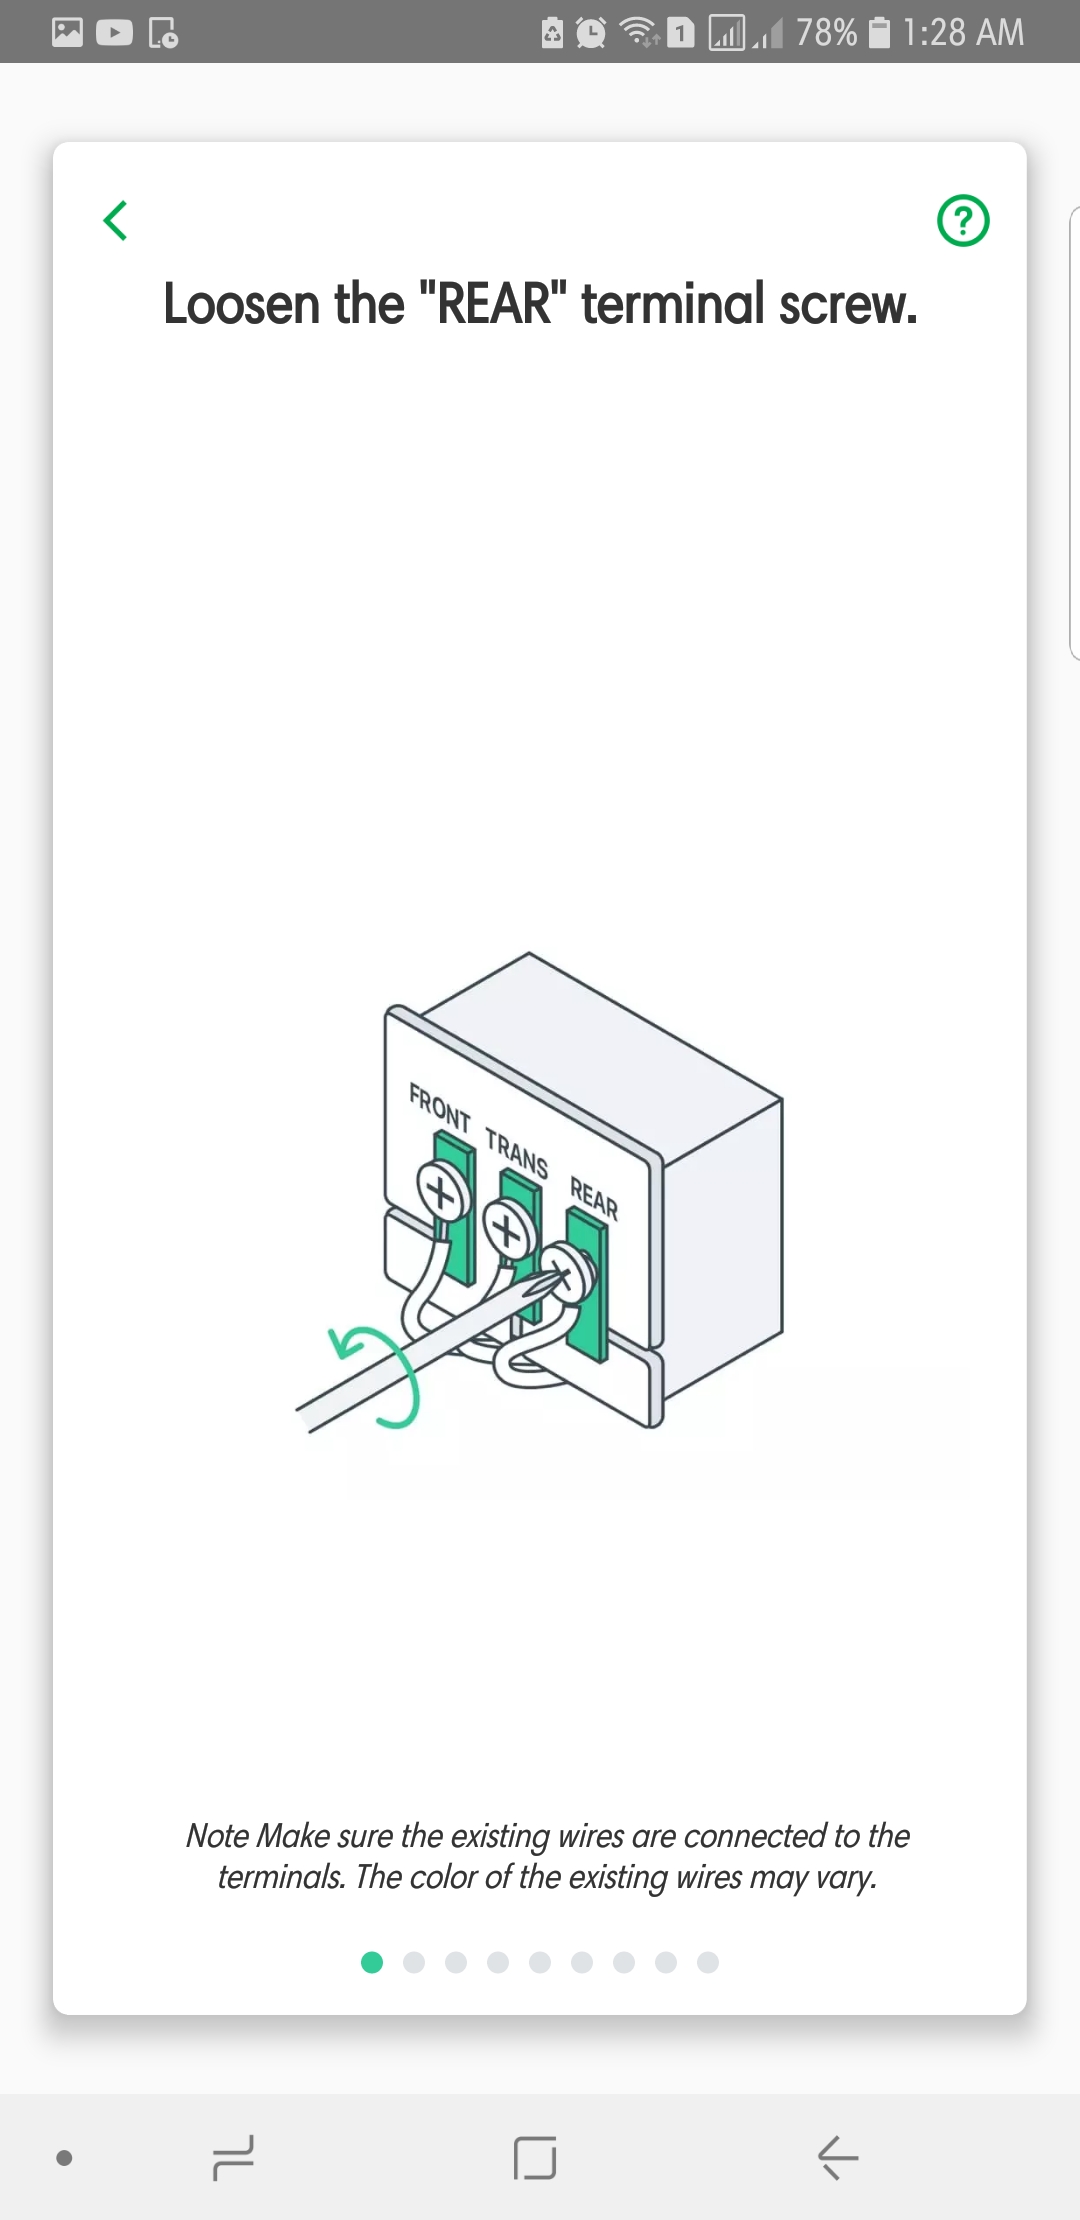 78% 1:28 AM
Loosen the "REAR" terminal screw.
FRONT
TRANS
REAR
Note Make sure the existing wires are connected to the
terminals. The color of the existing wires may vary.